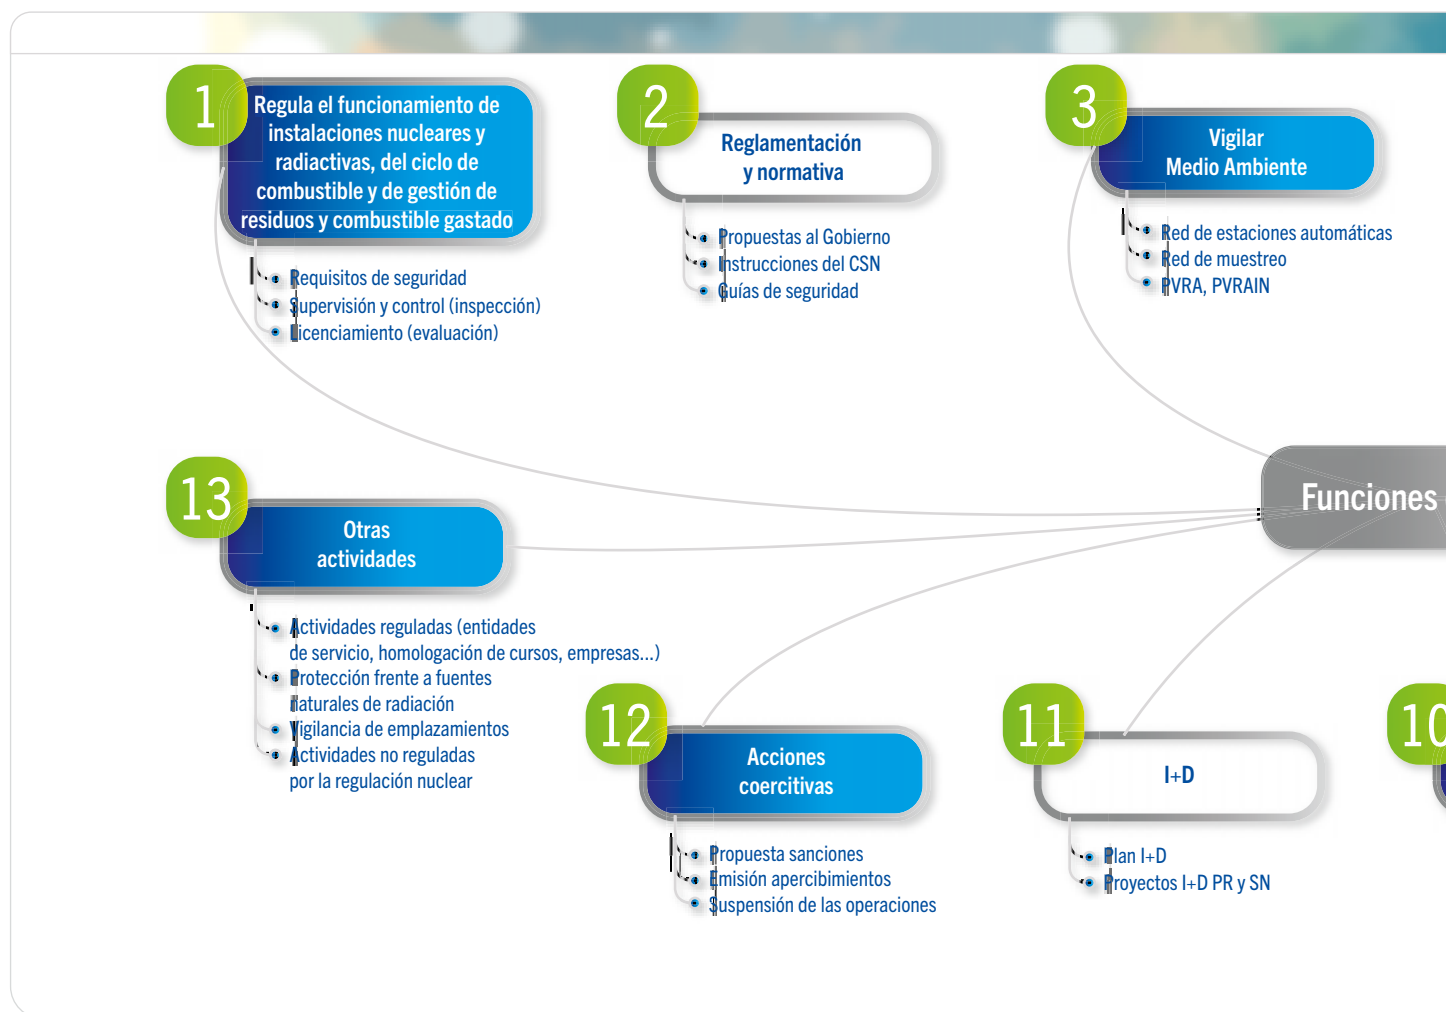 1
Regula el funcionamiento de
instalaciones nucleares y
radiactivas, del ciclo de
combustible y de gestión de
residuos y combustible gastado
Requisitos de seguridad
Supervisión y control (inspección)
Licenciamiento (evaluación)
2
Reglamentación
y normativa
Propuestas al Gobierno
Instrucciones del CSN
Guías de seguridad
3
Vigilar
Medio Ambiente
Red de estaciones automáticas
Red de muestreo
PVRA, PVRAIN
Funciones
13
Otras
actividades
Actividades reguladas (entidades
de servicio, homologación de cursos, empresas...)
Protección frente a fuentes
naturales de radiación
Vigilancia de emplazamientos
Actividades no reguladas
por la regulación nuclear
12
Acciones
coercitivas
Propuesta sanciones
Emisión apercibimientos
Suspensión de las operaciones
11
I+D
Plan I+D
Proyectos I+D PR y SN
10